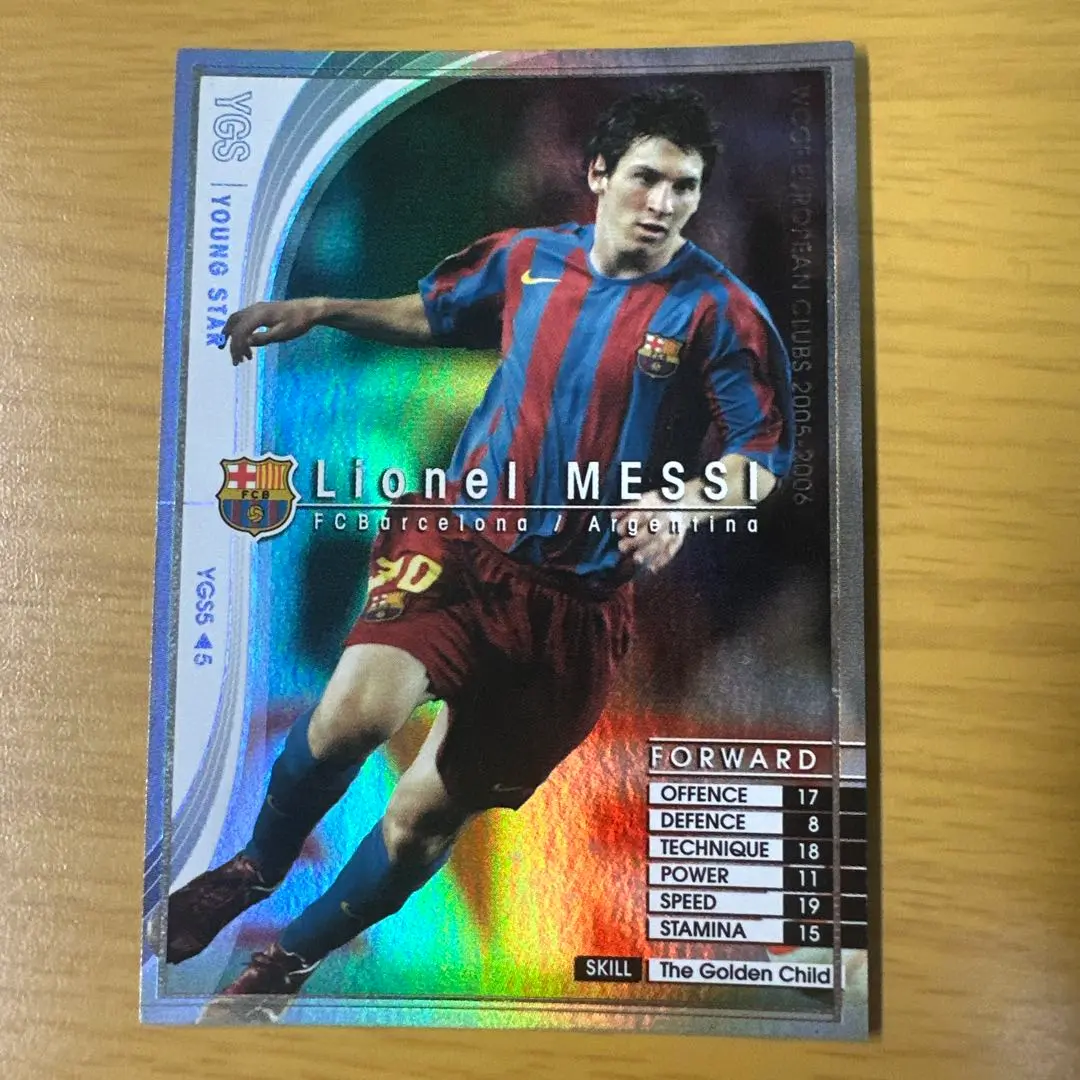 YGS | YOUNG STAR
WCCF EUROPEAN CLUBS 2005-2006
FCB
Lionel MESSI
FCBarcelona / Argentina
YGS5 ◀ 5
FORWARD
OFFENCE 17
DEFENCE 8
TECHNIQUE 18
POWER 11
SPEED 19
STAMINA 15
SKILL The Golden Child